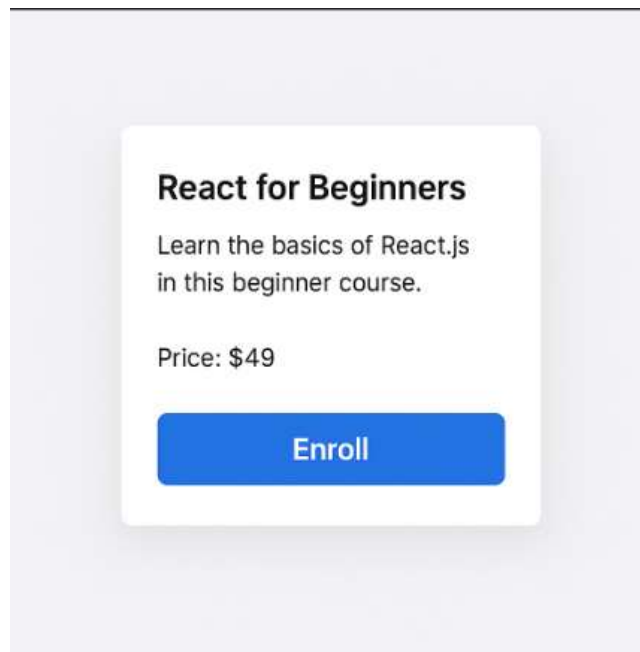 React for Beginners
Learn the basics of React.js
in this beginner course.
Price: $49
Enroll